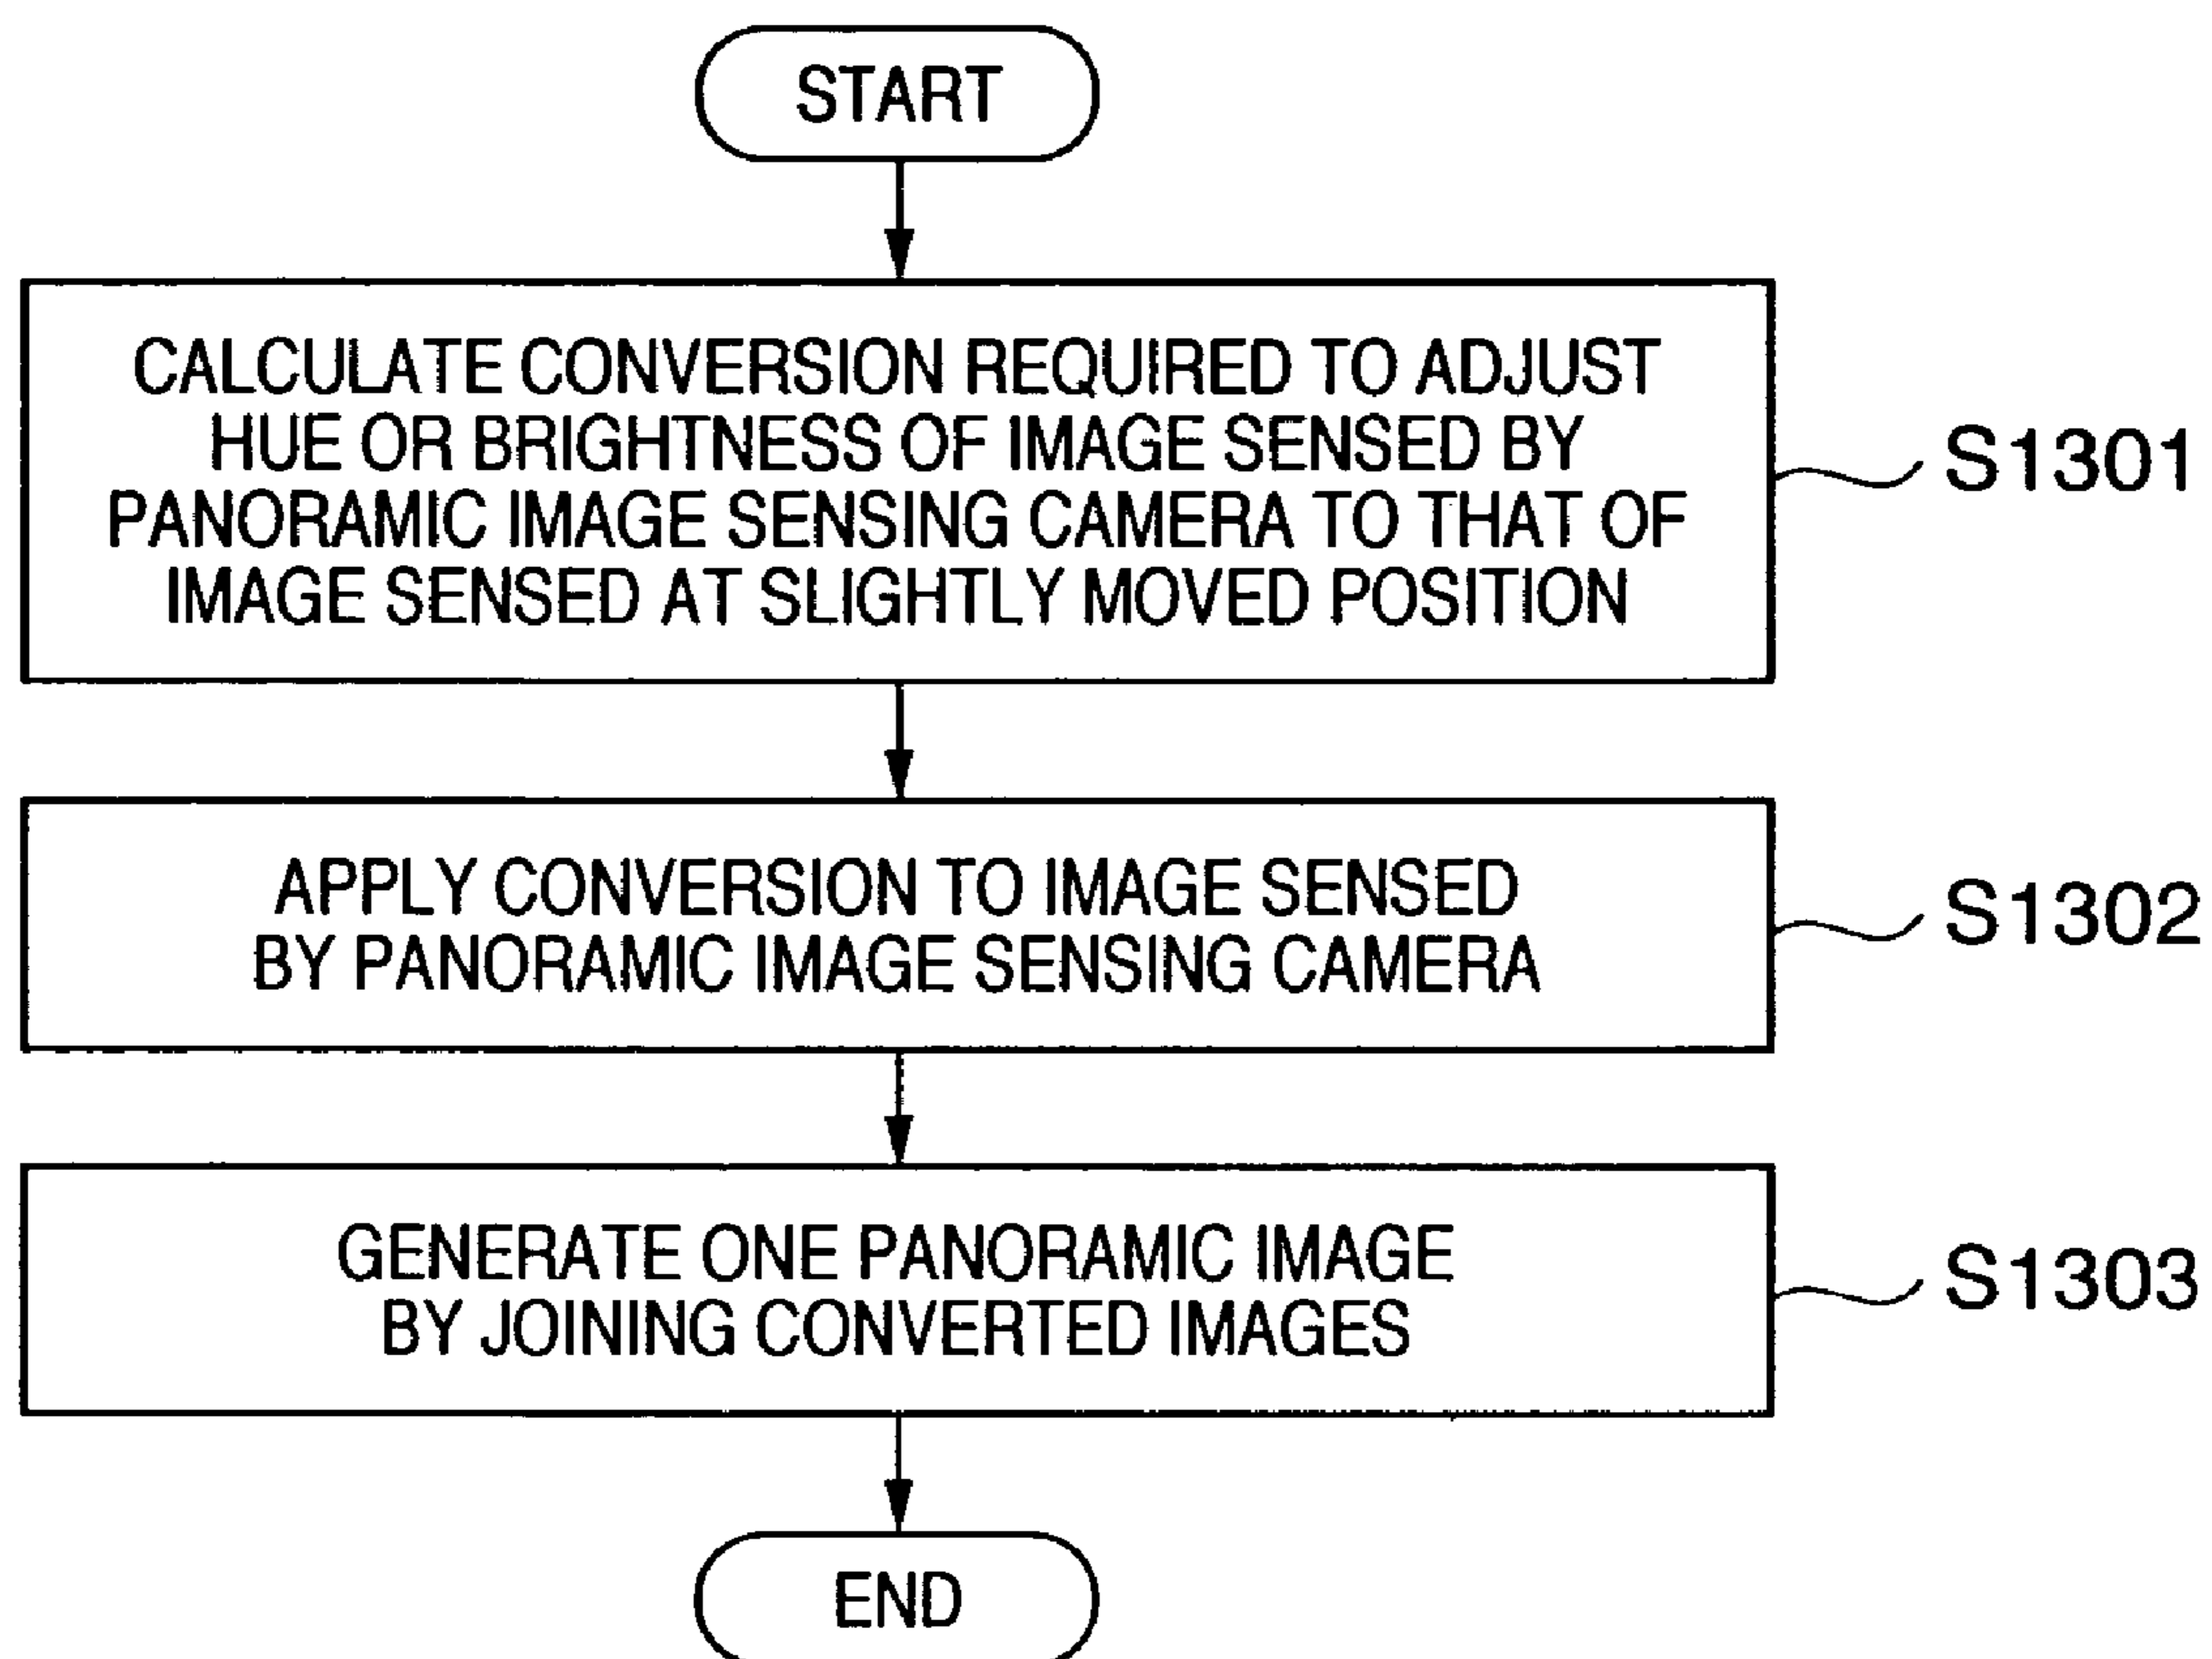 START
CALCULATE CONVERSION REQUIRED TO ADJUST
HUE OR BRIGHTNESS OF IMAGE SENSED BY
PANORAMIC IMAGE SENSING CAMERA TO THAT OF
IMAGE SENSED AT SLIGHTLY MOVED POSITION
S1301
APPLY CONVERSION TO IMAGE SENSED
BY PANORAMIC IMAGE SENSING CAMERA
S1302
GENERATE ONE PANORAMIC IMAGE
BY JOINING CONVERTED IMAGES
S1303
END